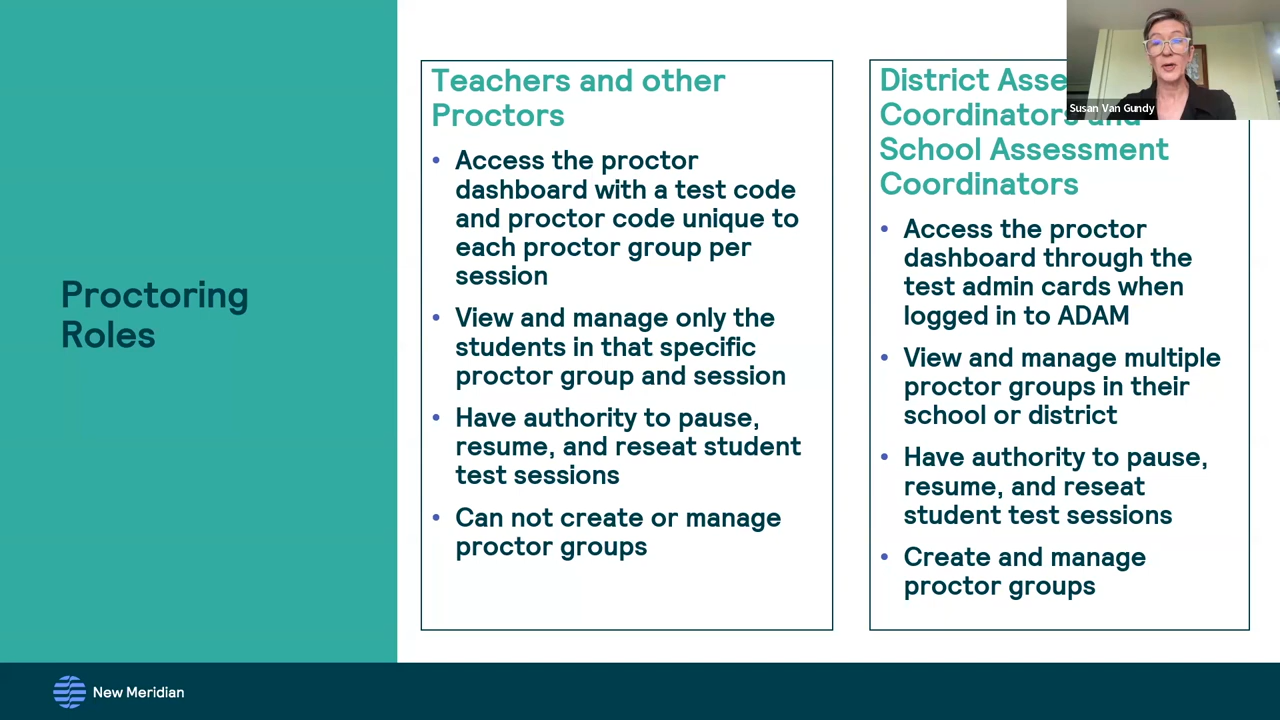 Proctoring
Roles
Teachers and other
Proctors
• Access the proctor
dashboard with a test code
and proctor code unique to
each proctor group per
session
• View and manage only the
students in that specific
proctor group and session
• Have authority to pause,
resume, and reseat student
test sessions
• Can not create or manage
proctor groups
District Asse
Coordinators and
School Assessment
Coordinators
• Access the proctor
dashboard through the
test admin cards when
logged in to ADAM
• View and manage multiple
proctor groups in their
school or district
• Have authority to pause,
resume, and reseat
student test sessions
• Create and manage
proctor groups
Susan Van Gundy
New Meridian